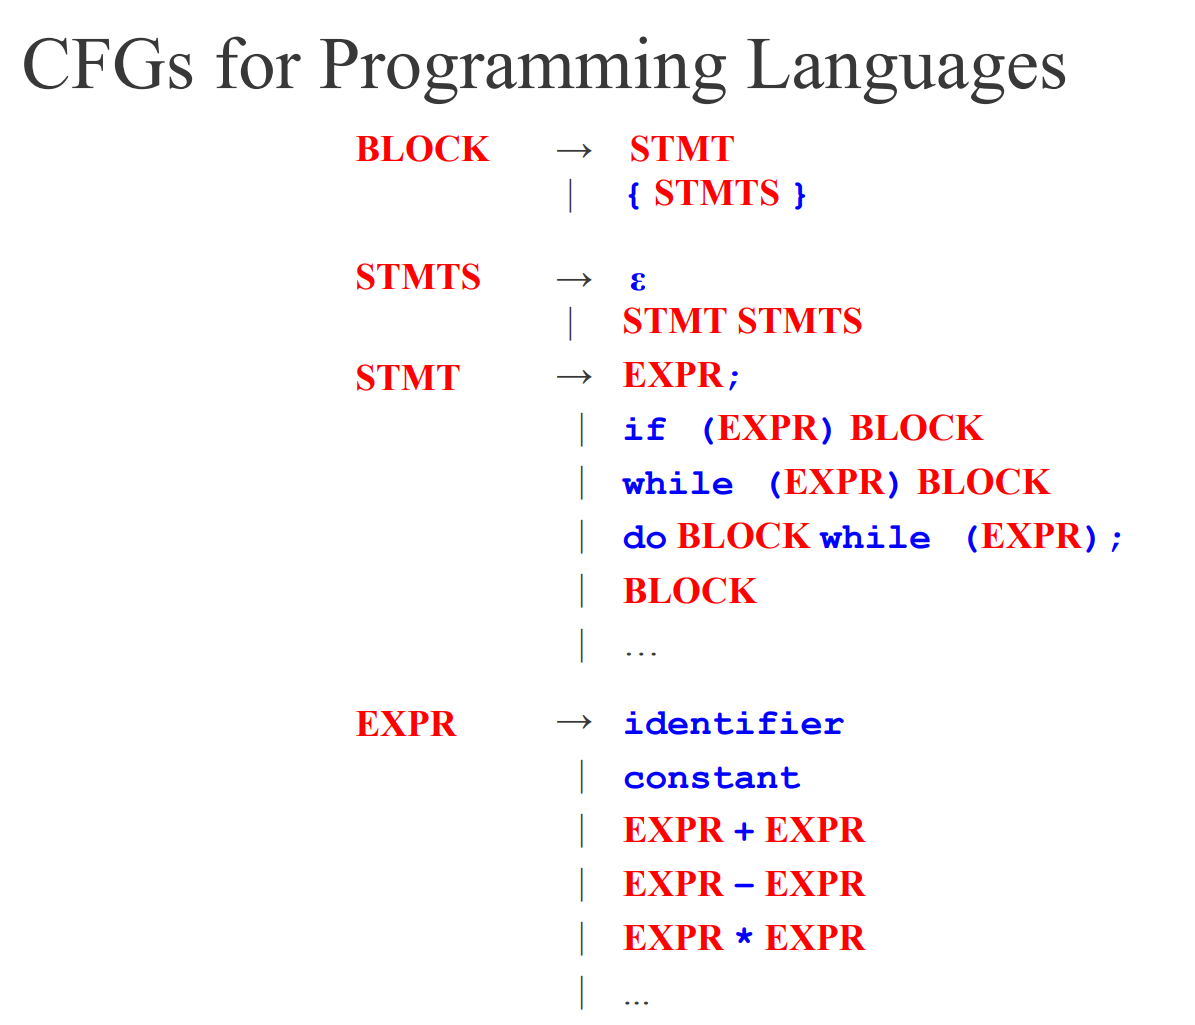 CFGs for Programming Languages
BLOCK → STMT
| { STMTS }
STMTS → ε
| STMT STMTS
STMT → EXPR;
| if (EXPR) BLOCK
| while (EXPR) BLOCK
| do BLOCK while (EXPR);
| BLOCK
| …
EXPR → identifier
| constant
| EXPR + EXPR
| EXPR – EXPR
| EXPR * EXPR
| ...